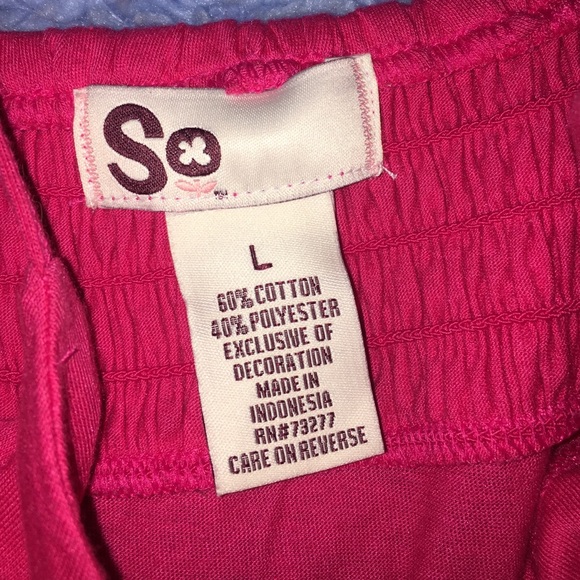 So
L
60% COTTON
40% POLYESTER
EXCLUSIVE OF
DECORATION
MADE IN
INDONESIA
RN#73277
CARE ON REVERSE